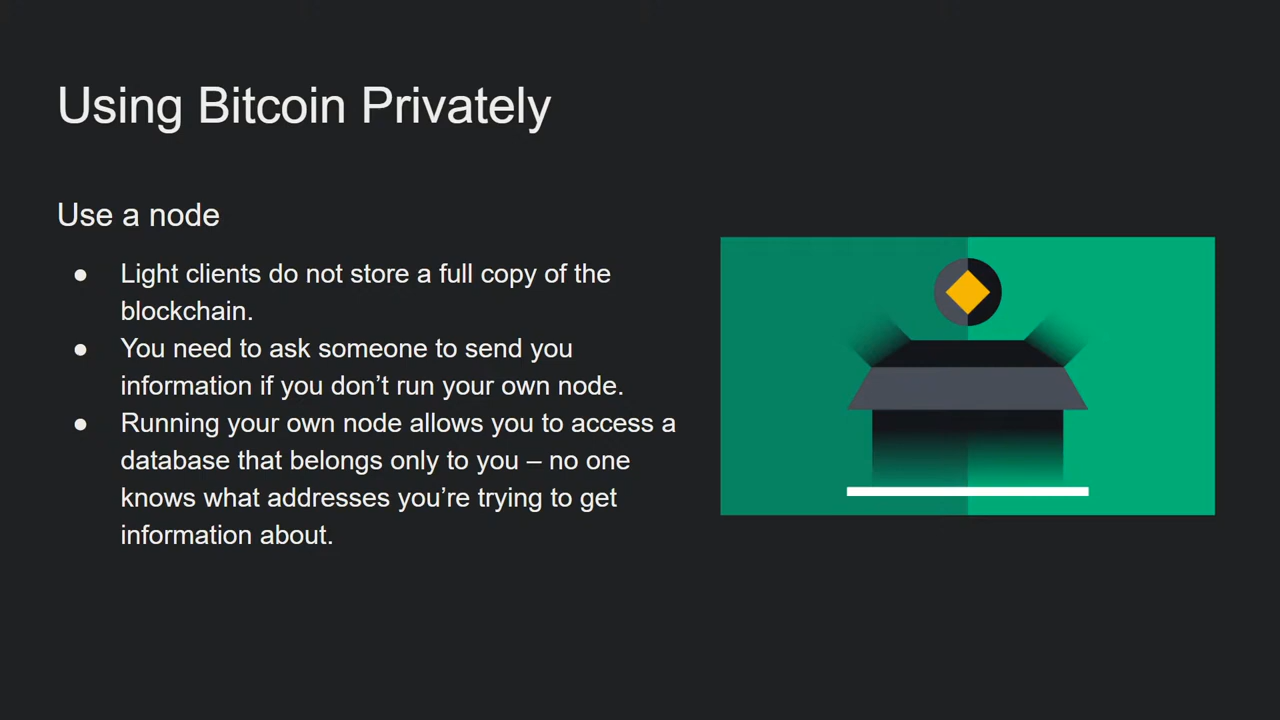 Using Bitcoin Privately
Use a node
● Light clients do not store a full copy of the
blockchain.
● You need to ask someone to send you
information if you don’t run your own node.
● Running your own node allows you to access a
database that belongs only to you – no one
knows what addresses you’re trying to get
information about.